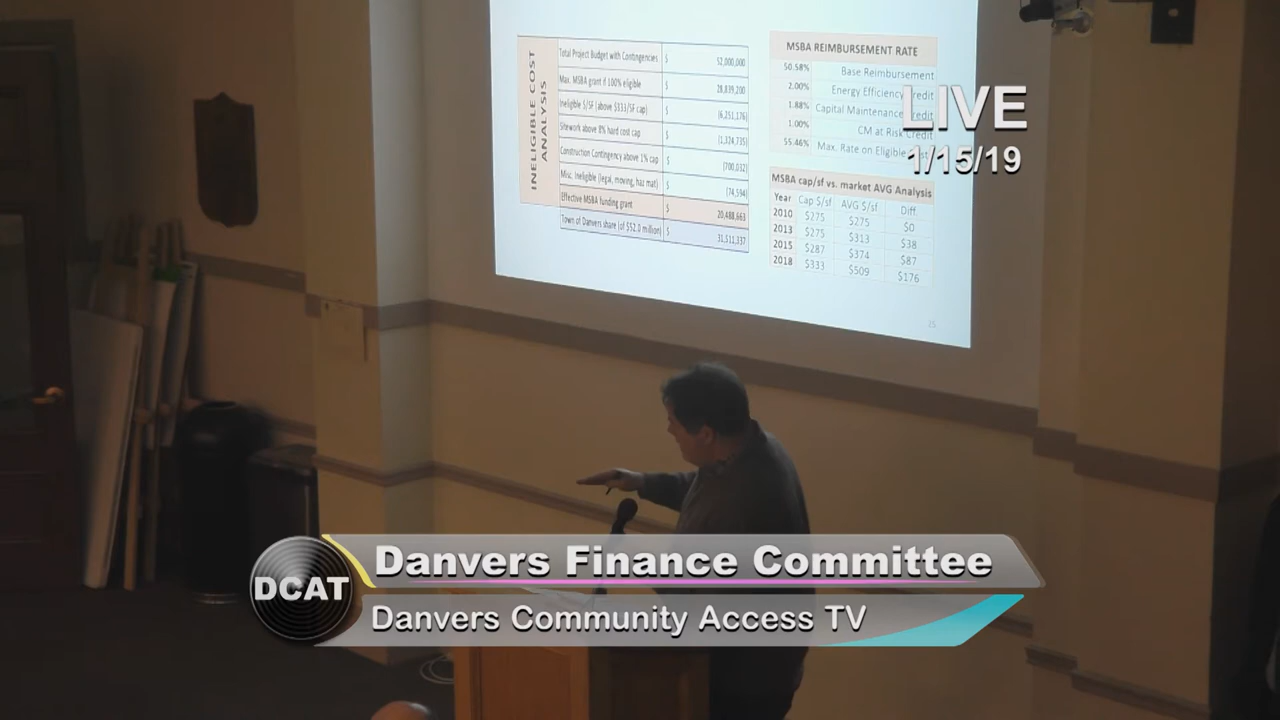 INELIGIBLE COST
ANALYSIS
Total Project Budget with Contingencies $ 52,000,000
Max. MSBA grant if 100% eligible $ 28,839,200
Ineligible $/SF (above $333/SF cap) $ (6,251,176)
Sitework above 8% hard cost cap $ (1,324,735)
Construction Contingency above 1% cap $ (700,032)
Misc. Ineligible (legal, moving, haz mat) $ (74,594)
Effective MSBA funding grant $ 20,488,663
Town of Danvers share (of $52.0 million) $ 31,511,337
MSBA REIMBURSEMENT RATE
50.58% Base Reimbursement
2.00% Energy Efficiency
1.88% Capital Maintenance
1.00% CM at Risk Credit
55.46% Max. Rate on Eligible
MSBA cap/sf vs. market AVG Analysis
Year Cap $/sf AVG $/sf Diff.
2010 $275 $275 $0
2013 $275 $313 $38
2015 $287 $374 $87
2018 $333 $509 $176
25
LIVE
1/15/19
DCAT
Danvers Finance Committee
Danvers Community Access TV